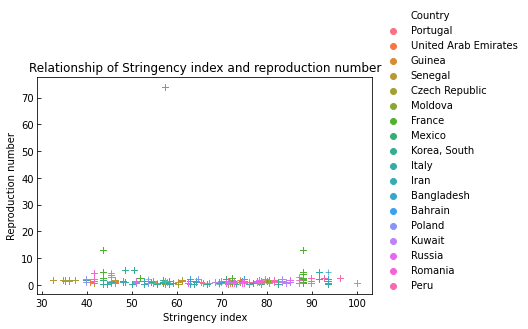 Relationship of Stringency index and reproduction number
Reproduction number
70
60
50
40
30
20
10
0
30 40 50 60 70 80 90 100
Stringency index
Country
Portugal
United Arab Emirates
Guinea
Senegal
Czech Republic
Moldova
France
Mexico
Korea, South
Italy
Iran
Bangladesh
Bahrain
Poland
Kuwait
Russia
Romania
Peru